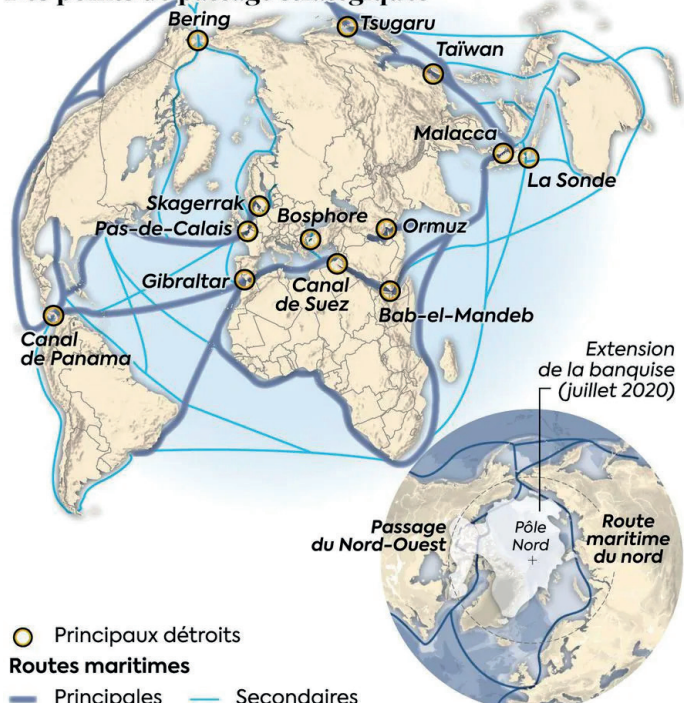 Bering
Tsugaru
Taïwan
Malacca
La Sonde
Skagerrak
Pas-de-Calais
Bosphore
Ormuz
Gibraltar
Canal
de Suez
Bab-el-Mandeb
Canal
de Panama
Extension
de la banquise
(juillet 2020)
Passage
du Nord-Ouest
Pôle
Nord
Route
maritime
du nord
Principaux détroits
Routes maritimes
Principales
Secondaires